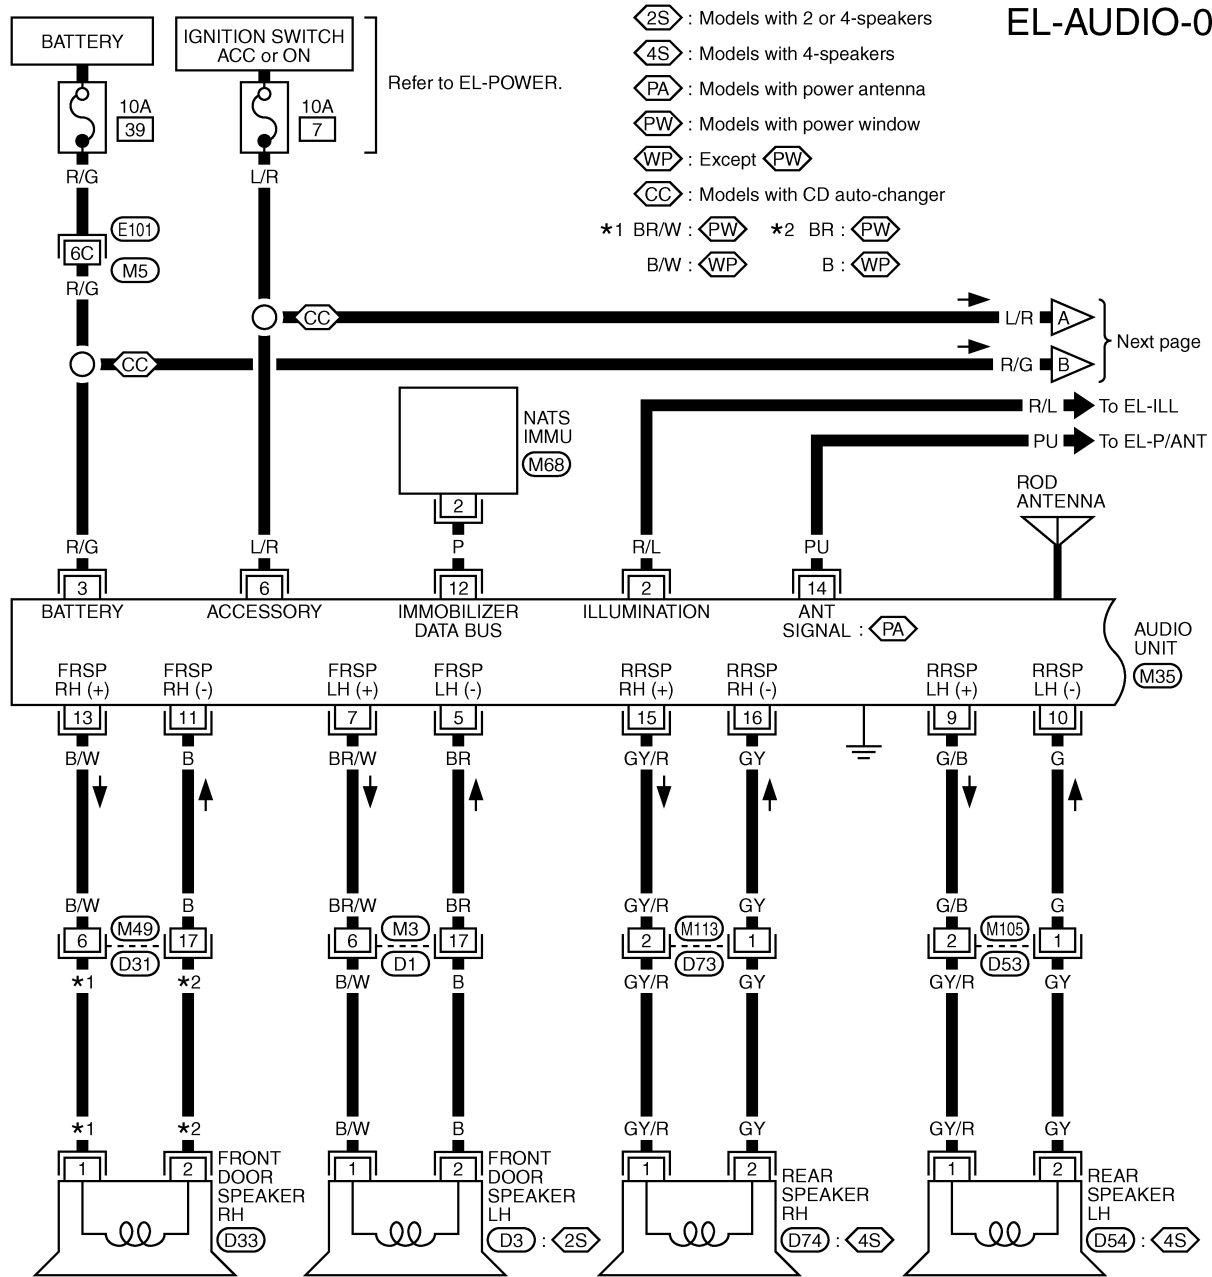 EL-AUDIO-0
BATTERY
IGNITION SWITCH
ACC or ON
Refer to EL-POWER.
10A
39
10A
7
2S : Models with 2 or 4-speakers
4S : Models with 4-speakers
PA : Models with power antenna
PW : Models with power window
WP : Except PW
CC : Models with CD auto-changer
*1 BR/W : PW *2 BR : PW
B/W : WP B : WP
R/G L/R
E101
6C
M5
R/G
CC L/R A
CC R/G B
Next page
R/L To EL-ILL
PU To EL-P/ANT
NATS
IMMU
M68
2
ROD
ANTENNA
R/G L/R P R/L PU
3 6 12 2 14
BATTERY ACCESSORY IMMOBILIZER ILLUMINATION ANT
DATA BUS SIGNAL : PA
AUDIO
UNIT
M35
FRSP FRSP FRSP FRSP RRSP RRSP RRSP RRSP
RH (+) RH (-) LH (+) LH (-) RH (+) RH (-) LH (+) LH (-)
13 11 7 5 15 16 9 10
B/W B BR/W BR GY/R GY G/B G
B/W B BR/W BR GY/R GY G/B G
M49 M3 M113 M105
6 17 6 17 2 1 2 1
D31 D1 D73 D53
*1 *2 B/W B GY/R GY GY/R GY
*1 *2 B/W B GY/R GY GY/R GY
1 2 1 2 1 2 1 2
FRONT
DOOR
SPEAKER
RH
D33
FRONT
DOOR
SPEAKER
LH
D3 : 2S
REAR
SPEAKER
RH
D74 : 4S
REAR
SPEAKER
LH
D54 : 4S